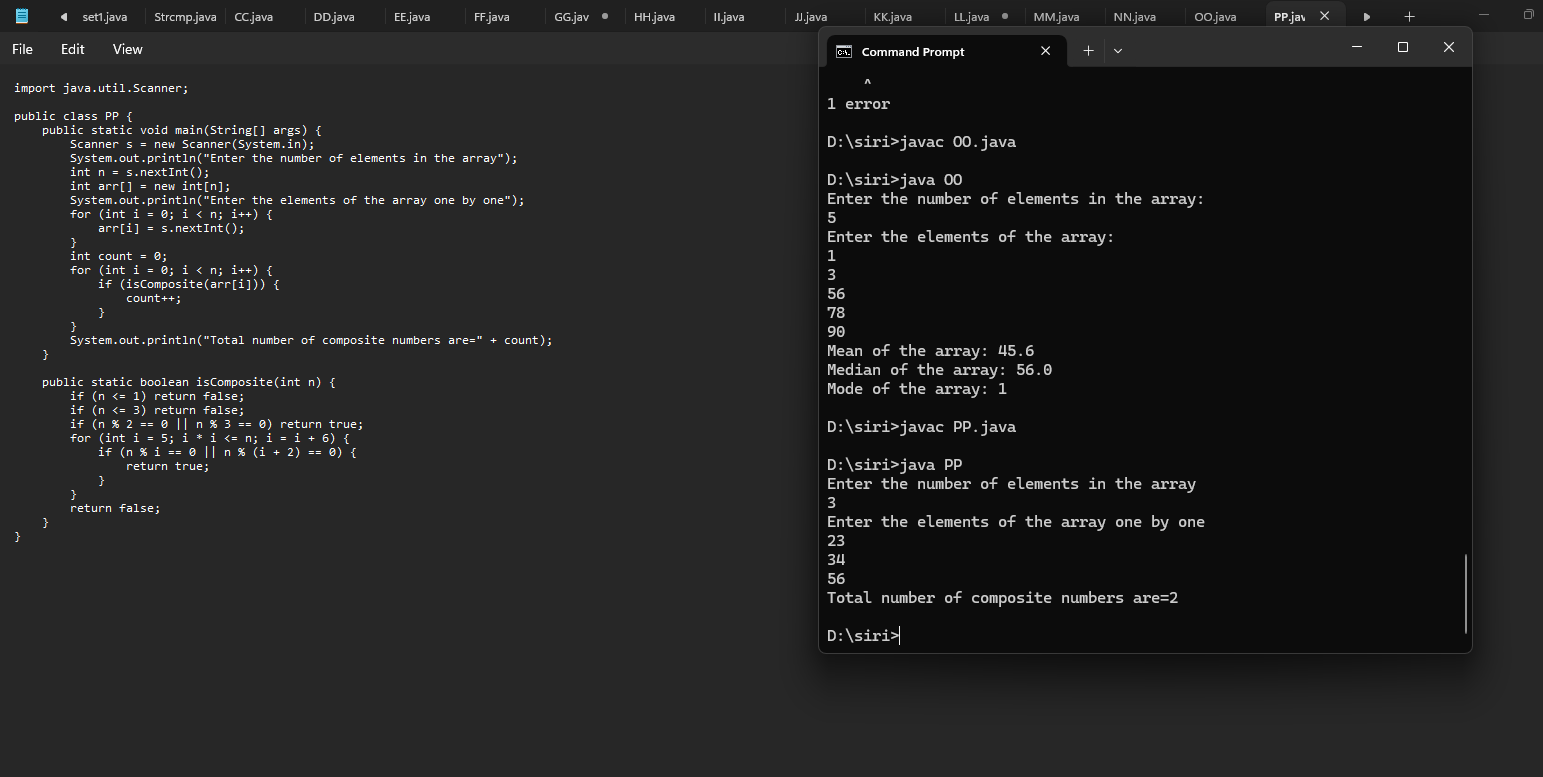 set1.java Strcmp.java CC.java DD.java EE.java FF.java GG.jav HH.java II.java JJ.java KK.java LL.java MM.java NN.java OO.java PP.jav
File Edit View
import java.util.Scanner;
public class PP {
    public static void main(String[] args) {
        Scanner s = new Scanner(System.in);
        System.out.println("Enter the number of elements in the array");
        int n = s.nextInt();
        int arr[] = new int[n];
        System.out.println("Enter the elements of the array one by one");
        for (int i = 0; i < n; i++) {
            arr[i] = s.nextInt();
        }
        int count = 0;
        for (int i = 0; i < n; i++) {
            if (isComposite(arr[i])) {
                count++;
            }
        }
        System.out.println("Total number of composite numbers are=" + count);
    }
    public static boolean isComposite(int n) {
        if (n <= 1) return false;
        if (n <= 3) return false;
        if (n % 2 == 0 || n % 3 == 0) return true;
        for (int i = 5; i * i <= n; i = i + 6) {
            if (n % i == 0 || n % (i + 2) == 0) {
                return true;
            }
        }
        return false;
    }
}
Command Prompt
^
1 error
D:\siri>javac OO.java
D:\siri>java OO
Enter the number of elements in the array:
5
Enter the elements of the array:
1
3
56
78
90
Mean of the array: 45.6
Median of the array: 56.0
Mode of the array: 1
D:\siri>javac PP.java
D:\siri>java PP
Enter the number of elements in the array
3
Enter the elements of the array one by one
23
34
56
Total number of composite numbers are=2
D:\siri>